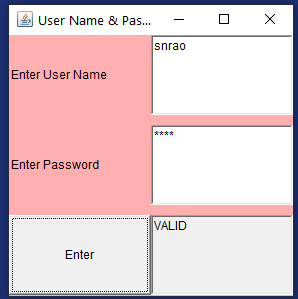 User Name & Pas...
Enter User Name
snrao
Enter Password
****
Enter
VALID